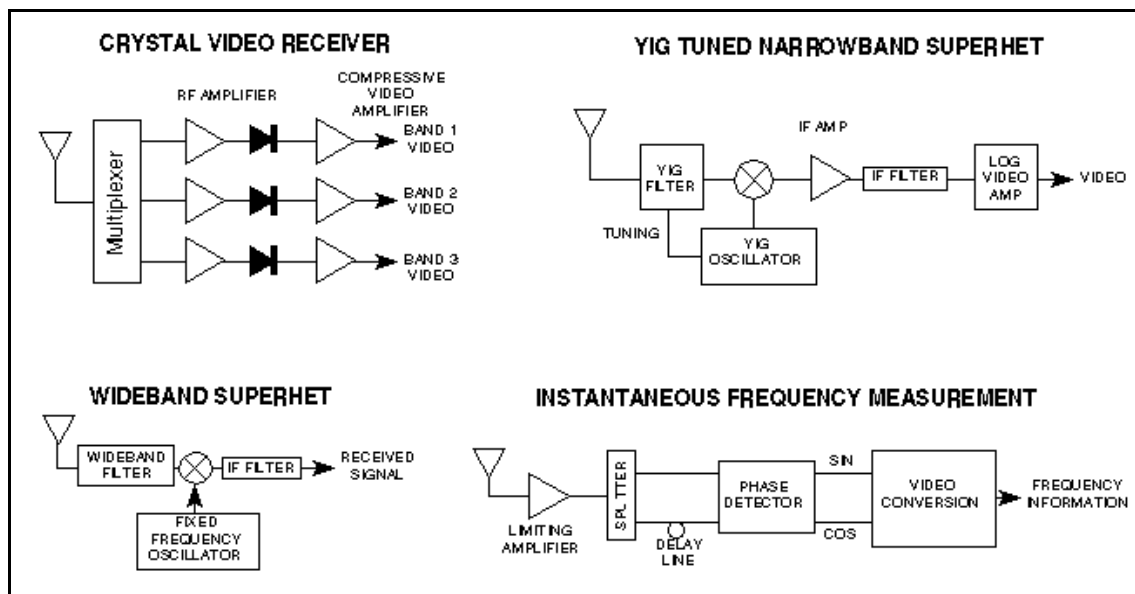 CRYSTAL VIDEO RECEIVER
RF AMPLIFIER
COMPRESSIVE
VIDEO
AMPLIFIER
Multiplexer
BAND 1
VIDEO
BAND 2
VIDEO
BAND 3
VIDEO
YIG TUNED NARROWBAND SUPERHET
IF AMP
YIG
FILTER
IF FILTER
LOG
VIDEO
AMP
VIDEO
TUNING
YIG
OSCILLATOR
WIDEBAND SUPERHET
WIDEBAND
FILTER
IF FILTER
RECEIVED
SIGNAL
FIXED
FREQUENCY
OSCILLATOR
INSTANTANEOUS FREQUENCY MEASUREMENT
LIMITING
AMPLIFIER
SPLITTER
DELAY
LINE
PHASE
DETECTOR
SIN
COS
VIDEO
CONVERSION
FREQUENCY
INFORMATION